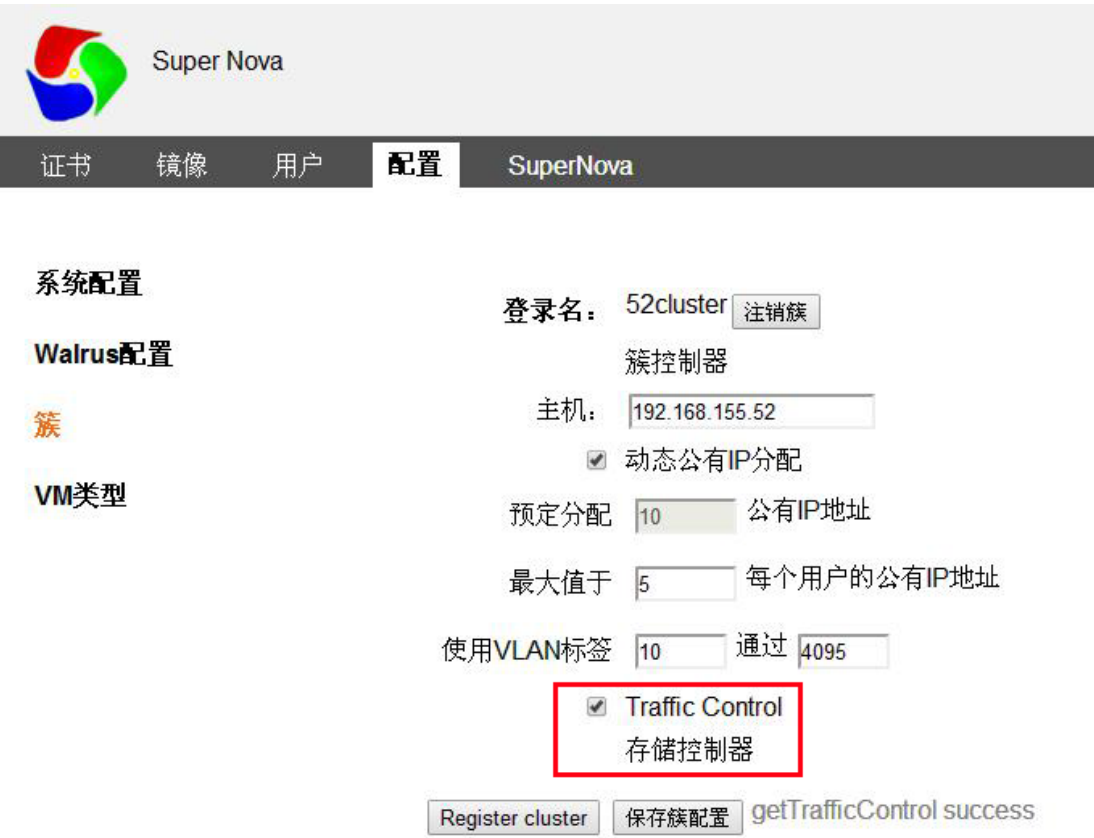 Super Nova
证书 镜像 用户 配置 SuperNova
系统配置
Walrus配置
簇
VM类型
登录名： 52cluster 注销簇
簇控制器
主机： 192.168.155.52
动态公有IP分配
预定分配 10 公有IP地址
最大值于 5 每个用户的公有IP地址
使用VLAN标签 10 通过 4095
Traffic Control
存储控制器
Register cluster 保存簇配置 getTrafficControl success